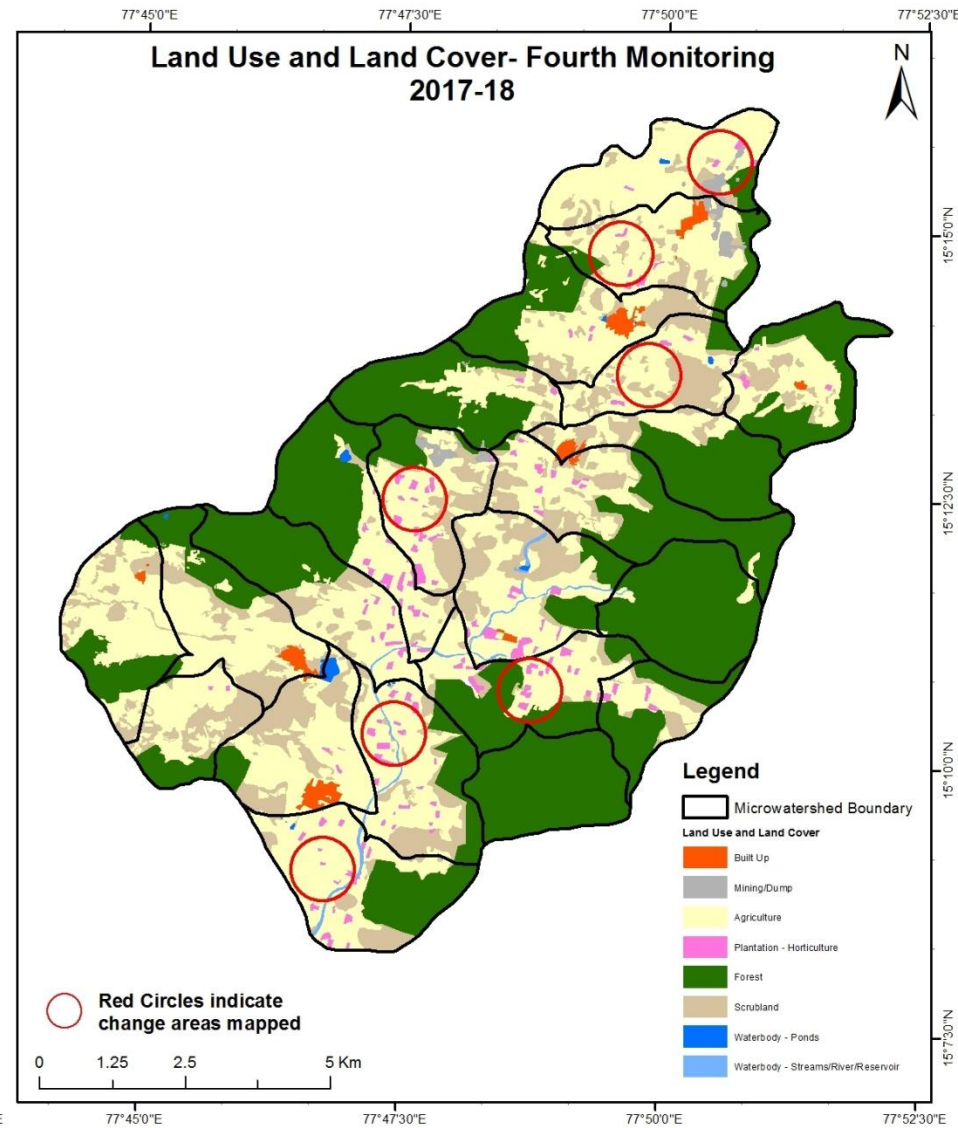 77°45'0"E 77°47'30"E 77°50'0"E 77°52'30"E
Land Use and Land Cover- Fourth Monitoring
2017-18
N
15°15'0"N
15°12'30"N
15°10'0"N
15°7'30"N
Legend
Microwatershed Boundary
Land Use and Land Cover
Built Up
Mining/Dump
Agriculture
Plantation - Horticulture
Forest
Scrubland
Waterbody - Ponds
Waterbody - Streams/River/Reservoir
Red Circles indicate
change areas mapped
0 1.25 2.5 5 Km
E 77°45'0"E 77°47'30"E 77°50'0"E 77°52'30"E